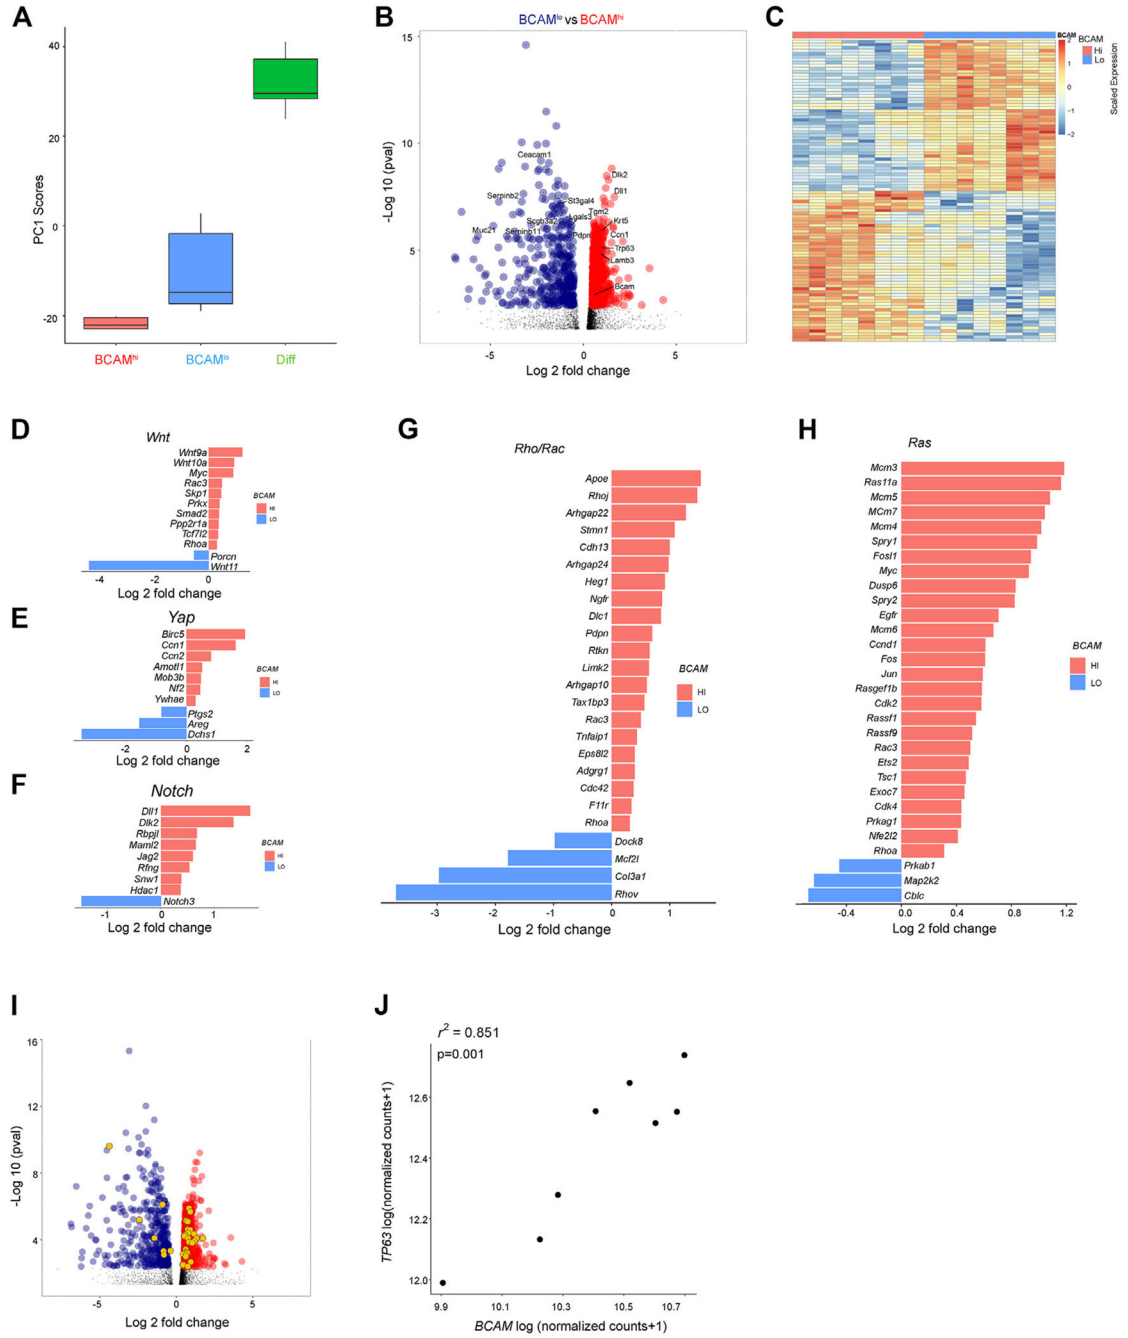 A
PC1 Scores
40
20
0
-20
BCAMhi
BCAMlo
Diff
B
BCAMlo vs BCAMhi
-Log 10 (pval)
15
10
5
Ceacam1
Dlk2
Dll1
Serpinb2
St3gal4
Tgm2
Lgals3
Krt5
Scgb3a2
Muc21
Serpinb11
Pdpn
Ccn1
Trp63
Lamb3
Bcam
-5
0
5
Log 2 fold change
C
BCAM
2
1
0
-1
-2
Scaled Expression
BCAM
Hi
Lo
D
Wnt
Wnt9a
Wnt10a
Myc
Rac3
Skp1
Prkx
Smad2
Ppp2r1a
Tcf7l2
Rhoa
Porcn
Wnt11
BCAM
HI
LO
-4
-2
0
Log 2 fold change
E
Yap
Birc5
Ccn1
Ccn2
Amotl1
Mob3b
Nf2
Ywhae
Ptgs2
Areg
Dchs1
BCAM
HI
LO
-2
0
2
Log 2 fold change
F
Notch
Dll1
Dlk2
Rbpjl
Maml2
Jag2
Rfng
Snw1
Hdac1
Notch3
BCAM
HI
LO
-1
0
1
Log 2 fold change
G
Rho/Rac
Apoe
Rhoj
Arhgap22
Stmn1
Cdh13
Arhgap24
Heg1
Ngfr
Dlc1
Pdpn
Rtkn
Limk2
Arhgap10
Tax1bp3
Rac3
Tnfaip1
Eps8l2
Adgrg1
Cdc42
F11r
Rhoa
Dock8
Mcf2l
Col3a1
Rhov
BCAM
HI
LO
-3
-2
-1
0
1
Log 2 fold change
H
Ras
Mcm3
Ras11a
Mcm5
MCm7
Mcm4
Spry1
Fosl1
Myc
Dusp6
Spry2
Egfr
Mcm6
Ccnd1
Fos
Jun
Rasgef1b
Cdk2
Rassf1
Rassf9
Rac3
Ets2
Tsc1
Exoc7
Cdk4
Prkag1
Nfe2l2
Rhoa
Prkab1
Map2k2
Cblc
BCAM
HI
LO
-0.4
0.0
0.4
0.8
1.2
Log 2 fold change
I
-Log 10 (pval)
16
12
8
4
-5
0
5
Log 2 fold change
J
r2 = 0.851
p=0.001
TP63 log(normalized counts+1)
12.6
12.4
12.2
12.0
9.9
10.1
10.3
10.5
10.7
BCAM log (normalized counts+1)